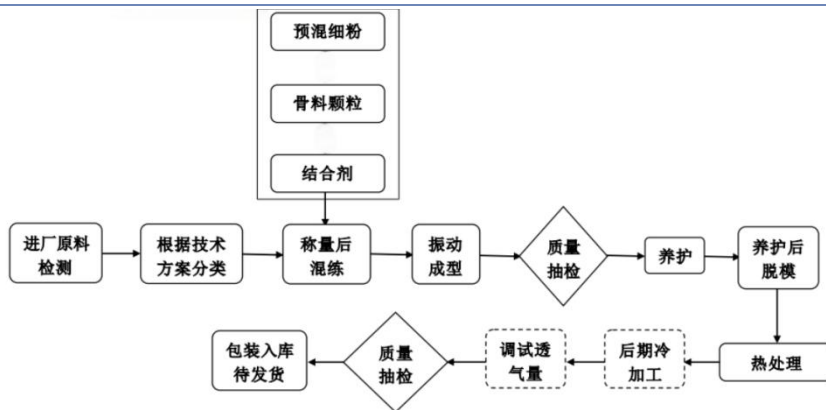 预混细粉
骨料颗粒
结合剂
进厂原料
检测
根据技术
方案分类
称量后
混练
振动
成型
质量
抽检
养护
养护后
脱模
热处理
后期冷
加工
调试透
气量
质量
抽检
包装入库
待发货